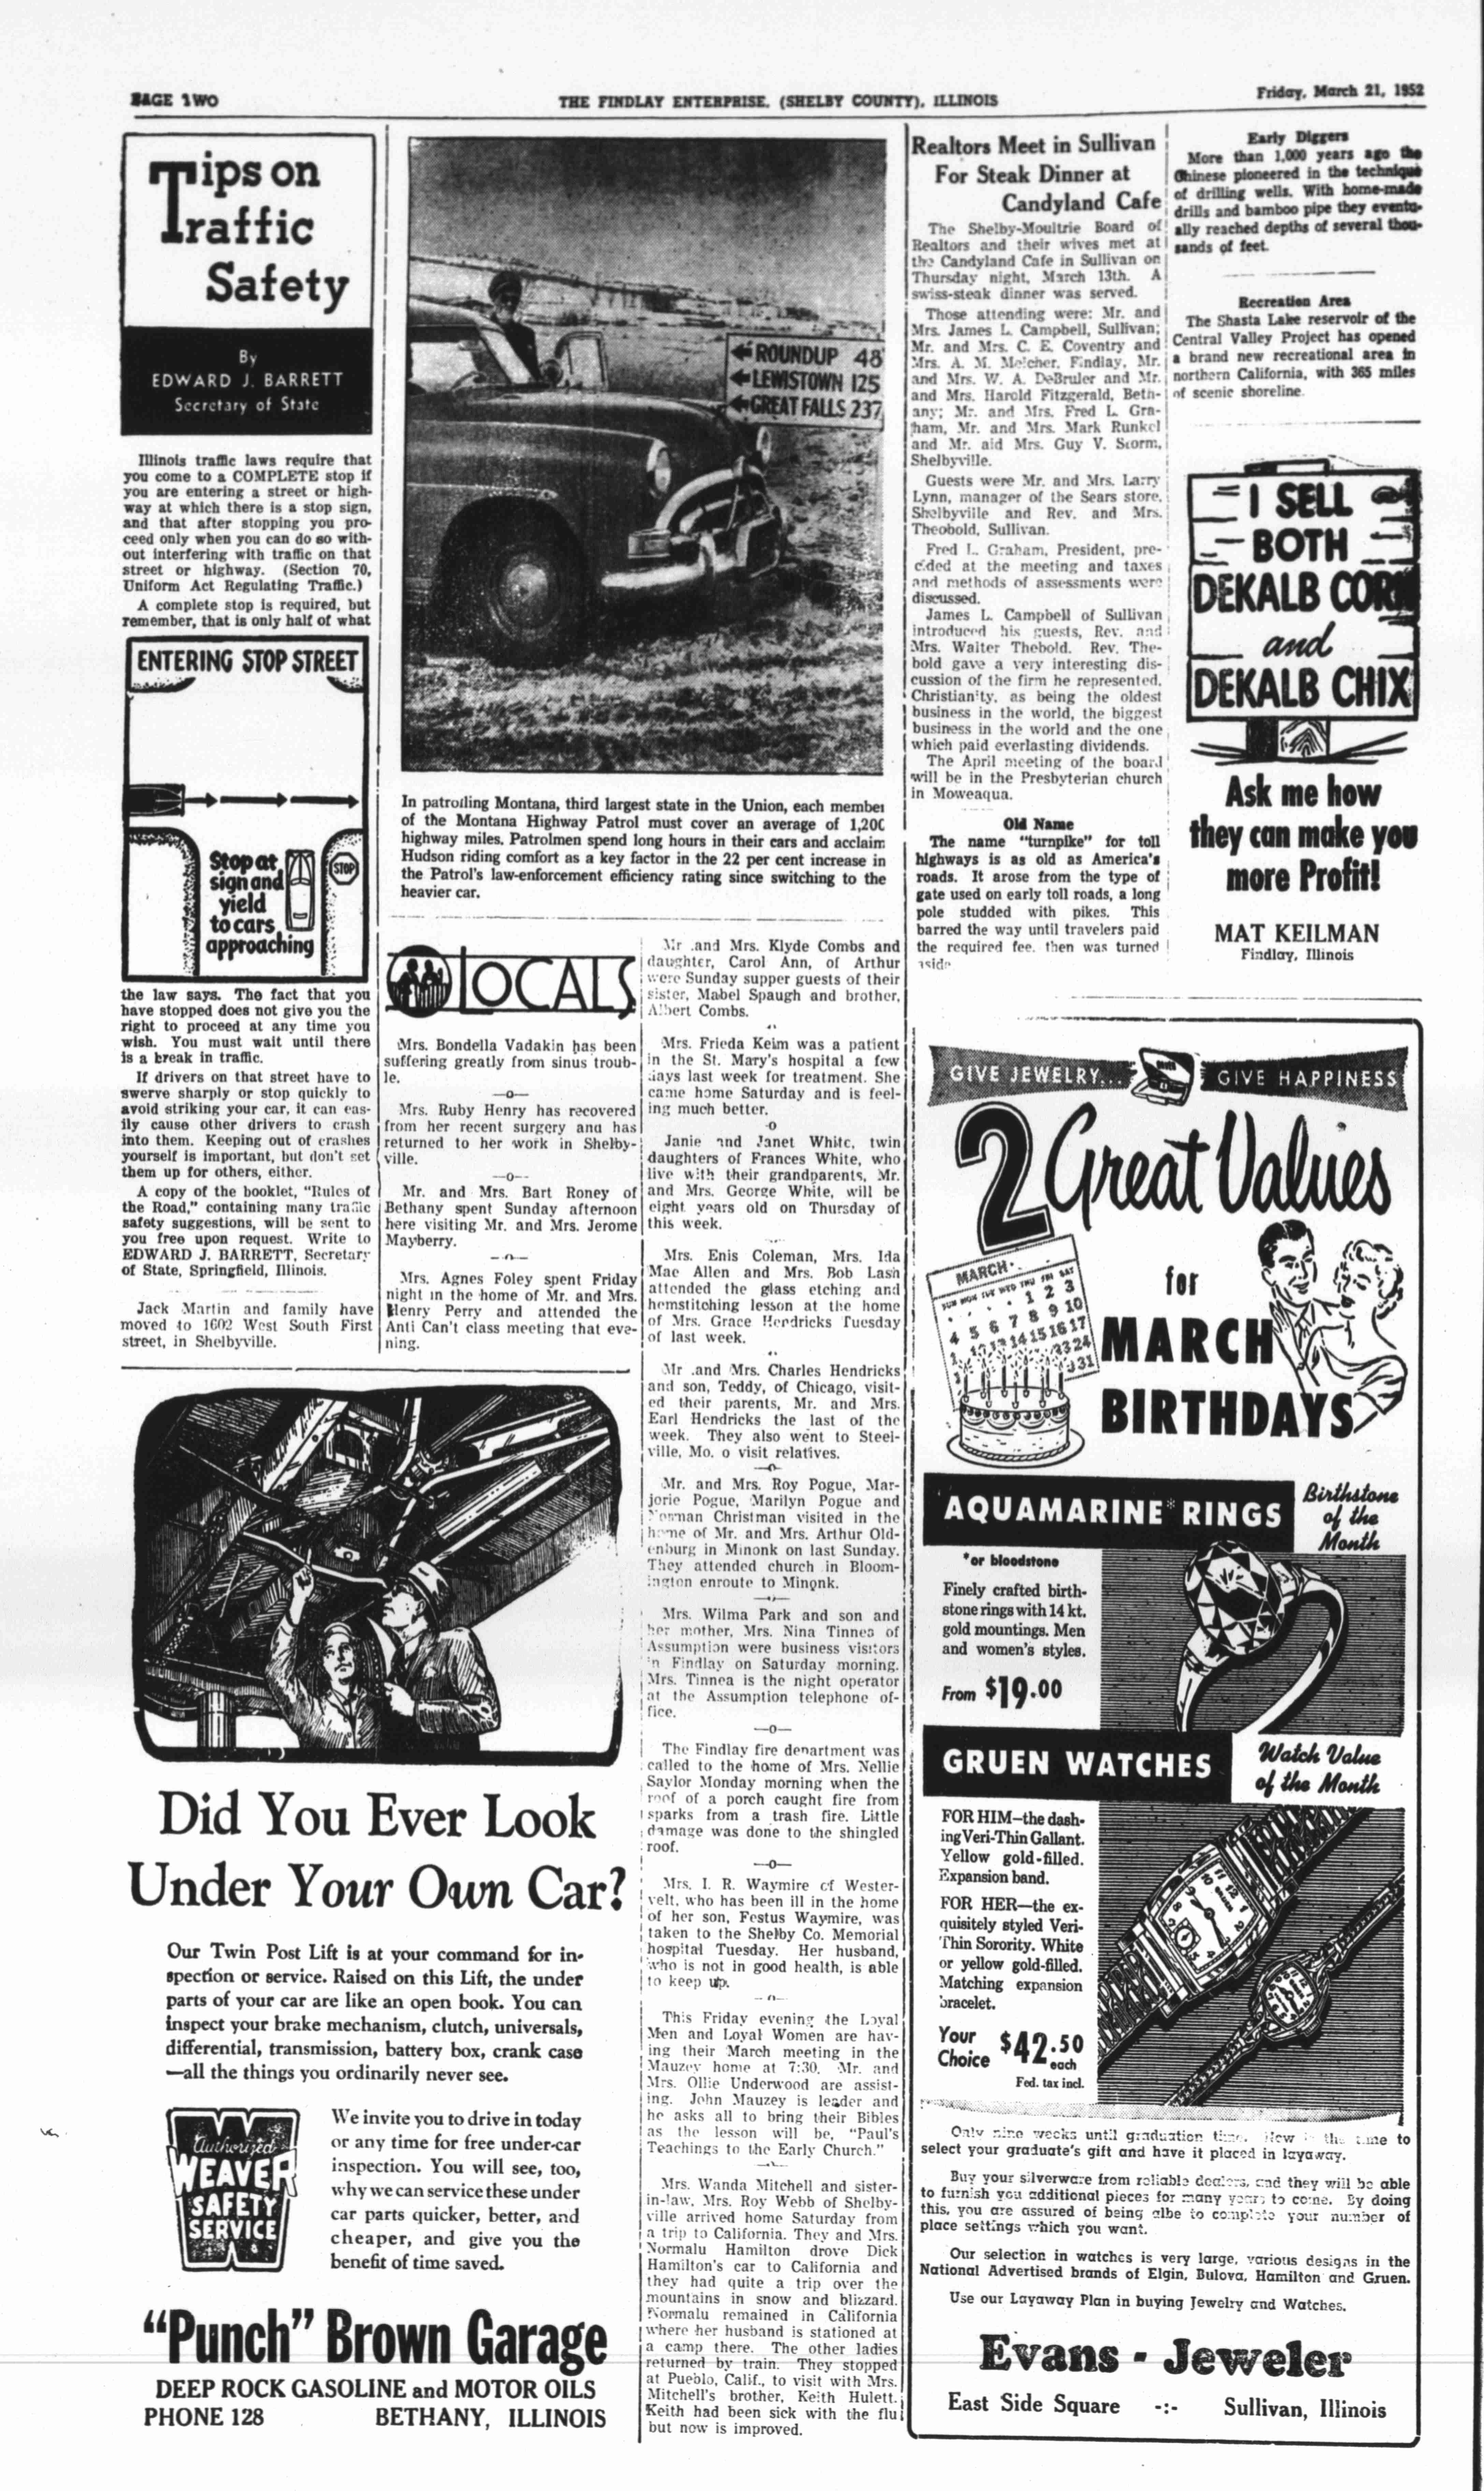 PAGE TWO
THE FINDLAY ENTERPRISE, (SHELBY COUNTY), ILLINOIS
Friday, March 21, 1952
Tips on
Traffic
Safety
By
EDWARD J. BARRETT
Secretary of State
Illinois traffic laws require that
you come to a COMPLETE stop if
you are entering a street or high-
way at which there is a stop sign,
and that after stopping you pro-
ceed only when you can do so with-
out interfering with traffic on that
street or highway. (Section 70,
Uniform Act Regulating Traffic.)
A complete stop is required, but
remember, that is only half of what
ENTERING STOP STREET
Stop at
sign and
yield
to cars
approaching
STOP
the law says. The fact that you
have stopped does not give you the
right to proceed at any time you
wish. You must wait until there
is a break in traffic.
If drivers on that street have to
swerve sharply or stop quickly to
avoid striking your car, it can eas-
ily cause other drivers to crash
into them. Keeping out of crashes
yourself is important, but don't set
them up for others, either.
A copy of the booklet, "Rules of
the Road," containing many traffic
safety suggestions, will be sent to
you free upon request. Write to
EDWARD J. BARRETT, Secretary
of State, Springfield, Illinois.
Jack Martin and family have
moved to 1602 West South First
street, in Shelbyville.
ROUNDUP 48
LEWISTOWN 125
GREAT FALLS 237
In patrolling Montana, third largest state in the Union, each member
of the Montana Highway Patrol must cover an average of 1,200
highway miles. Patrolmen spend long hours in their cars and acclaim
Hudson riding comfort as a key factor in the 22 per cent increase in
the Patrol's law-enforcement efficiency rating since switching to the
heavier car.
LOCALS
Mrs. Bondella Vadakin has been
suffering greatly from sinus troub-
le.
—o—
Mrs. Ruby Henry has recovered
from her recent surgery and has
returned to her work in Shelby-
ville.
—o—
Mr. and Mrs. Bart Roney of
Bethany spent Sunday afternoon
here visiting Mr. and Mrs. Jerome
Mayberry.
Mrs. Agnes Foley spent Friday
night in the home of Mr. and Mrs.
Henry Perry and attended the
Anti Can't class meeting that eve-
ning.
Mr .and Mrs. Klyde Combs and
daughter, Carol Ann, of Arthur
were Sunday supper guests of their
sister, Mabel Spaugh and brother,
Albert Combs.
Mrs. Frieda Keim was a patient
in the St. Mary's hospital a few
days last week for treatment. She
came home Saturday and is feel-
ing much better.
Janie and Janet White, twin
daughters of Frances White, who
live with their grandparents, Mr.
and Mrs. George White, will be
eight years old on Thursday of
this week.
Mrs. Enis Coleman, Mrs. Ida
Mae Allen and Mrs. Bob Lash
attended the glass etching and
hemstitching lesson at the home
of Mrs. Grace Hendricks Tuesday
of last week.
Mr .and Mrs. Charles Hendricks
and son, Teddy, of Chicago, visit-
ed their parents, Mr. and Mrs.
Earl Hendricks the last of the
week. They also went to Steel-
ville, Mo. o visit relatives.
Mr. and Mrs. Roy Pogue, Mar-
jorie Pogue, Marilyn Pogue and
Norman Christman visited in the
home of Mr. and Mrs. Arthur Old-
enburg in Minonk on last Sunday.
They attended church in Bloom-
ington enroute to Minonk.
Mrs. Wilma Park and son and
her mother, Mrs. Nina Tinnea of
Assumption were business visitors
in Findlay on Saturday morning.
Mrs. Tinnea is the night operator
at the Assumption telephone of-
fice.
—o—
The Findlay fire department was
called to the home of Mrs. Nellie
Saylor Monday morning when the
roof of a porch caught fire from
sparks from a trash fire. Little
damage was done to the shingled
roof.
—o—
Mrs. I. R. Waymire of Wester-
velt, who has been ill in the home
of her son, Festus Waymire, was
taken to the Shelby Co. Memorial
hospital Tuesday. Her husband,
who is not in good health, is able
to keep up.
This Friday evening the Loyal
Men and Loyal Women are hav-
ing their March meeting in the
Mauzey home at 7:30. Mr. and
Mrs. Ollie Underwood are assist-
ing. John Mauzey is leader and
he asks all to bring their Bibles
as the lesson will be, "Paul's
Teachings to the Early Church."
Mrs. Wanda Mitchell and sister-
in-law, Mrs. Roy Webb of Shelby-
ville arrived home Saturday from
a trip to California. They and Mrs.
Normalu Hamilton drove Dick
Hamilton's car to California and
they had quite a trip over the
mountains in snow and blizzard.
Normalu remained in California
where her husband is stationed at
a camp there. The other ladies
returned by train. They stopped
at Pueblo, Calif., to visit with Mrs.
Mitchell's brother, Keith Hulett.
Keith had been sick with the flu
but now is improved.
Did You Ever Look
Under Your Own Car?
Our Twin Post Lift is at your command for in-
spection or service. Raised on this Lift, the under
parts of your car are like an open book. You can
inspect your brake mechanism, clutch, universals,
differential, transmission, battery box, crank case
—all the things you ordinarily never see.
Authorized
WEAVER
SAFETY
SERVICE
We invite you to drive in today
or any time for free under-car
inspection. You will see, too,
why we can service these under
car parts quicker, better, and
cheaper, and give you the
benefit of time saved.
"Punch" Brown Garage
DEEP ROCK GASOLINE and MOTOR OILS
PHONE 128 BETHANY, ILLINOIS
Realtors Meet in Sullivan
For Steak Dinner at
Candyland Cafe
The Shelby-Moultrie Board of
Realtors and their wives met at
the Candyland Cafe in Sullivan on
Thursday night, March 13th. A
swiss-steak dinner was served.
Those attending were: Mr. and
Mrs. James L. Campbell, Sullivan;
Mr. and Mrs. C. E. Coventry and
Mrs. A. M. Melcher, Findlay, Mr.
and Mrs. W. A. DeBruler and Mr.
and Mrs. Harold Fitzgerald, Beth-
any; Mr. and Mrs. Fred L. Gra-
ham, Mr. and Mrs. Mark Runkel
and Mr. aid Mrs. Guy V. Storm,
Shelbyville.
Guests were Mr. and Mrs. Larry
Lynn, manager of the Sears store,
Shelbyville and Rev. and Mrs.
Theobold, Sullivan.
Fred L. Graham, President, pre-
cided at the meeting and taxes
and methods of assessments were
discussed.
James L. Campbell of Sullivan
introduced his guests, Rev. and
Mrs. Walter Thebold. Rev. The-
bold gave a very interesting dis-
cussion of the firm he represented,
Christianity, as being the oldest
business in the world, the biggest
business in the world and the one
which paid everlasting dividends.
The April meeting of the board
will be in the Presbyterian church
in Moweaqua.
Old Name
The name "turnpike" for toll
highways is as old as America's
roads. It arose from the type of
gate used on early toll roads, a long
pole studded with pikes. This
barred the way until travelers paid
the required fee, then was turned
aside
Early Diggers
More than 1,000 years ago the
Chinese pioneered in the technique
of drilling wells. With home-made
drills and bamboo pipe they eventu-
ally reached depths of several thou-
sands of feet.
Recreation Area
The Shasta Lake reservoir of the
Central Valley Project has opened
a brand new recreational area in
northern California, with 365 miles
of scenic shoreline.
I SELL
BOTH
DEKALB CORN
and
DEKALB CHIX
Ask me how
they can make you
more Profit!
MAT KEILMAN
Findlay, Illinois
GIVE JEWELRY... GIVE HAPPINESS
2 Great Values
for
MARCH
BIRTHDAYS
MARCH
SUN MON TUE WED THU FRI SAT
1 2 3
4 5 6 7 8 9 10
14 15 16 17
23 24
31
AQUAMARINE* RINGS
Birthstone
of the
Month
*or bloodstone
Finely crafted birth-
stone rings with 14 kt.
gold mountings. Men
and women's styles.
From $19.00
GRUEN WATCHES
Watch Value
of the Month
FOR HIM—the dash-
ing Veri-Thin Gallant.
Yellow gold-filled.
Expansion band.
FOR HER—the ex-
quisitely styled Veri-
Thin Sorority. White
or yellow gold-filled.
Matching expansion
bracelet.
Your
Choice $42.50
each
Fed. tax incl.
Only nine weeks until graduation time. Now is the time to
select your graduate's gift and have it placed in layaway.
Buy your silverware from reliable dealers, and they will be able
to furnish you additional pieces for many years to come. By doing
this, you are assured of being albe to complete your number of
place settings which you want.
Our selection in watches is very large, various designs in the
National Advertised brands of Elgin, Bulova, Hamilton and Gruen.
Use our Layaway Plan in buying Jewelry and Watches.
Evans - Jeweler
East Side Square -:- Sullivan, Illinois